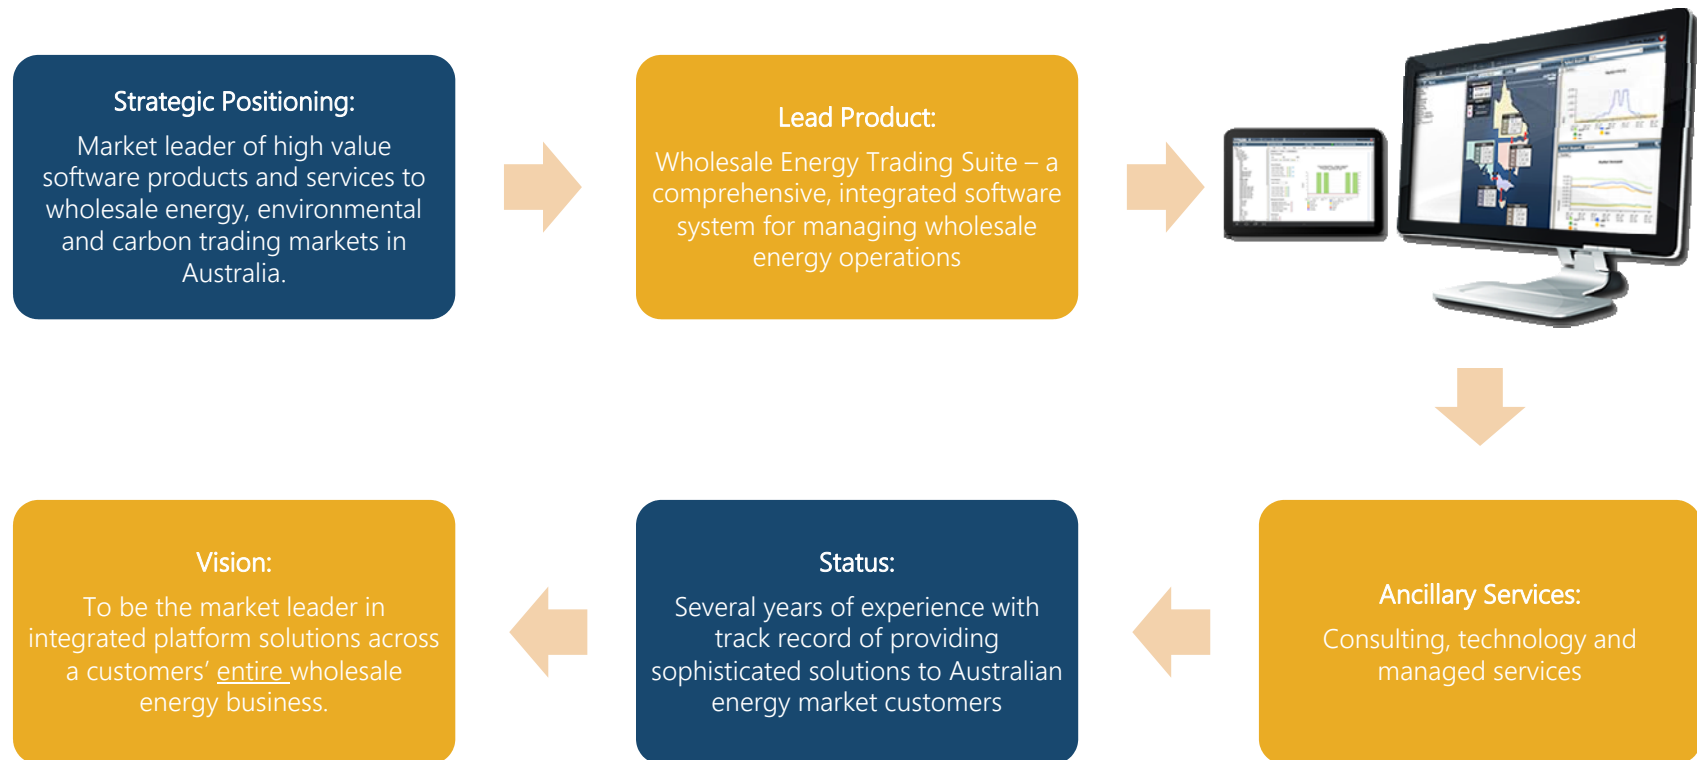 Strategic Positioning:
Market leader of high value
software products and services to
wholesale energy, environmental
and carbon trading markets in
Australia.
Lead Product:
Wholesale Energy Trading Suite – a
comprehensive, integrated software
system for managing wholesale
energy operations
Ancillary Services:
Consulting, technology and
managed services
Status:
Several years of experience with
track record of providing
sophisticated solutions to Australian
energy market customers
Vision:
To be the market leader in
integrated platform solutions across
a customers’ entire wholesale
energy business.